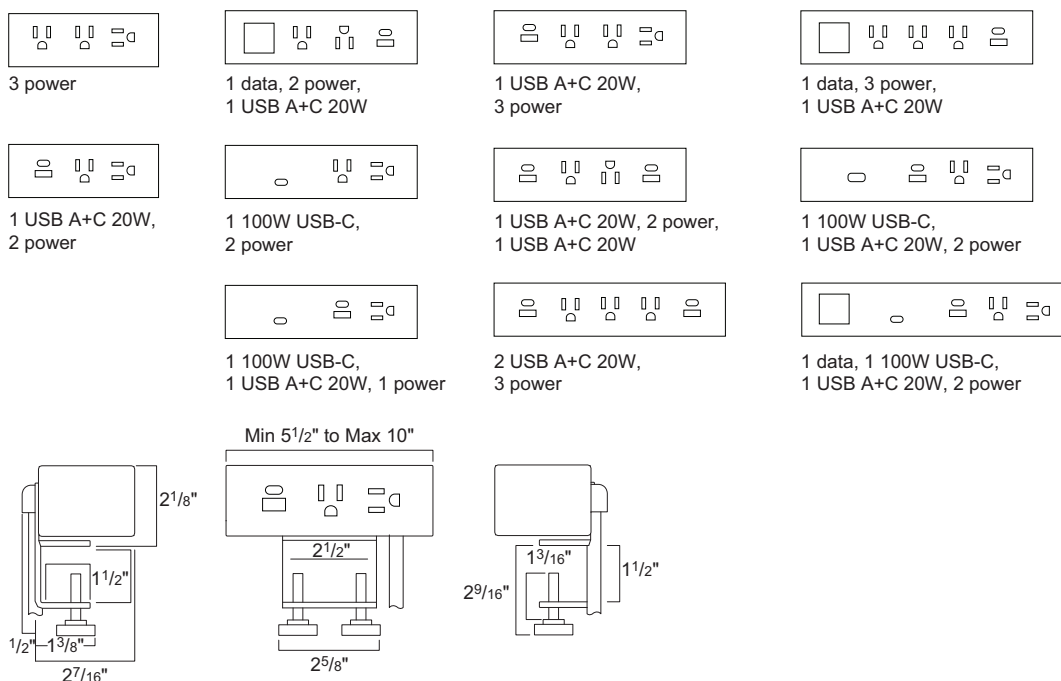 3 power
1 data, 2 power,
1 USB A+C 20W
1 USB A+C 20W,
3 power
1 data, 3 power,
1 USB A+C 20W
1 USB A+C 20W,
2 power
1 100W USB-C,
2 power
1 USB A+C 20W, 2 power,
1 USB A+C 20W
1 100W USB-C,
1 USB A+C 20W, 2 power
1 100W USB-C,
1 USB A+C 20W, 1 power
2 USB A+C 20W,
3 power
1 data, 1 100W USB-C,
1 USB A+C 20W, 2 power
Min 51/2" to Max 10"
21/8"
11/2"
1/2"
13/8"
27/16"
21/2"
25/8"
13/16"
11/2"
29/16"